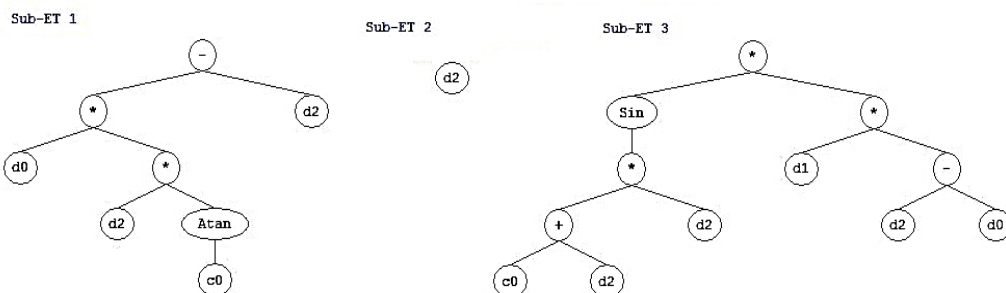 Sub-ET 1
Sub-ET 2
Sub-ET 3
-
*
d2
d0
*
d2
Atan
c0
d2
*
Sin
*
*
d1
-
+
d2
d2
d0
c0
d2